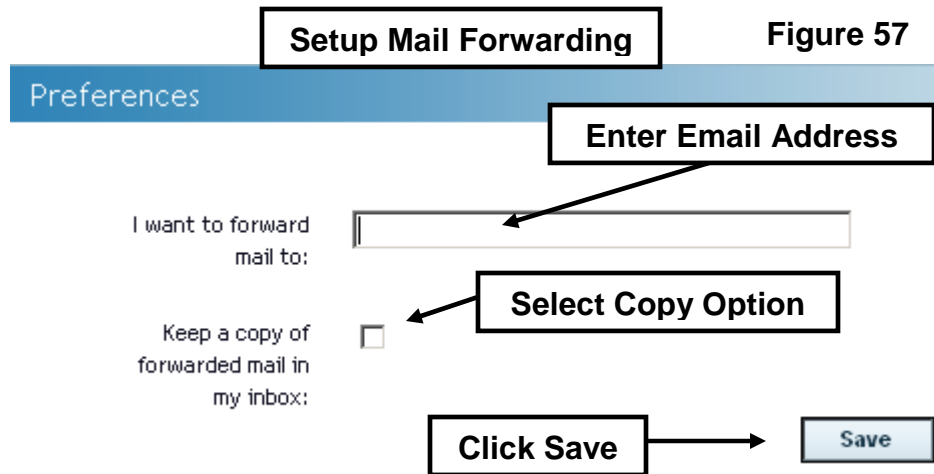 Setup Mail Forwarding
Figure 57
Preferences
Enter Email Address
I want to forward
mail to:
Select Copy Option
Keep a copy of
forwarded mail in
my inbox:
Click Save
Save